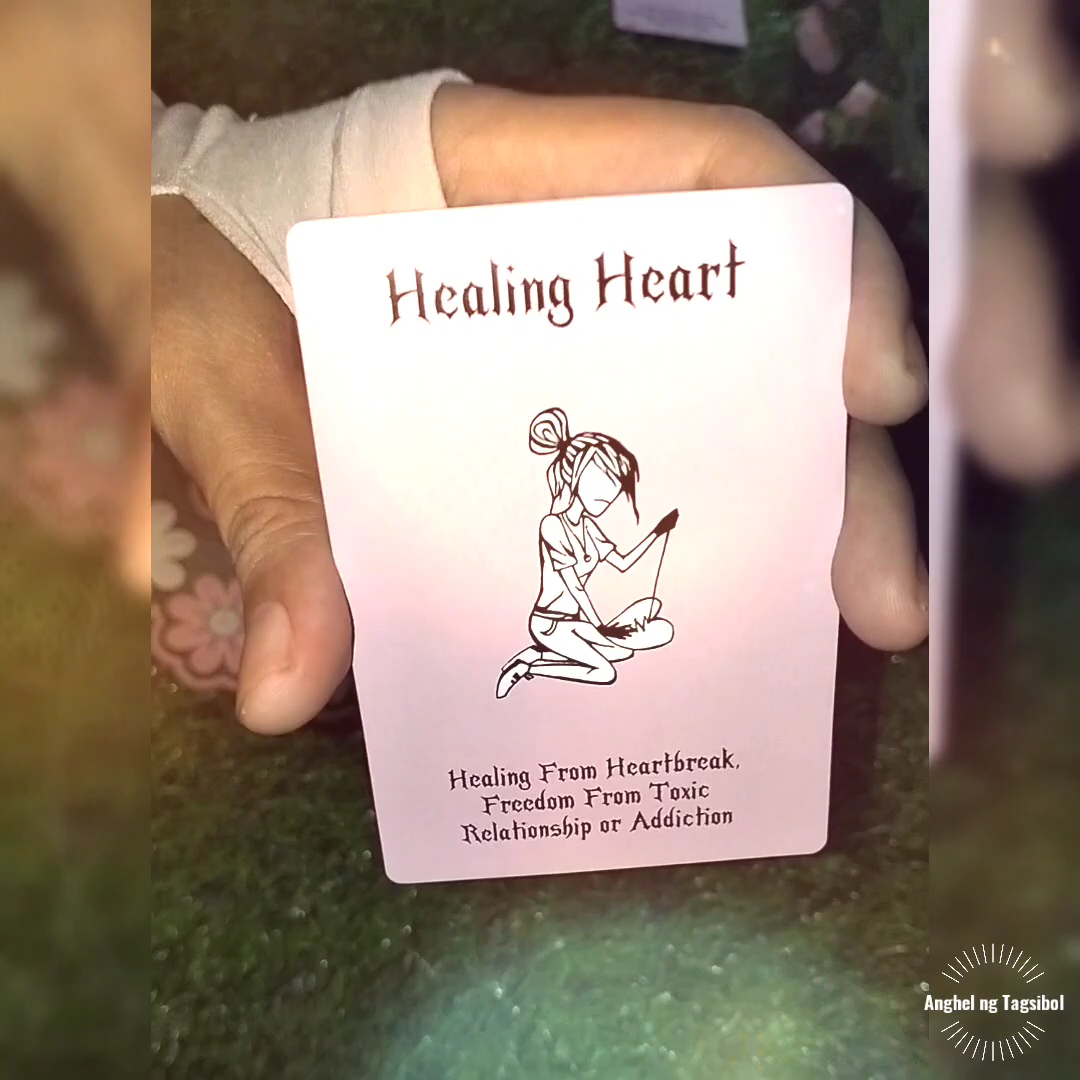 Healing Heart
Healing From Heartbreak,
Freedom From Toxic
Relationship or Addiction
Anghel ng Tagsibol